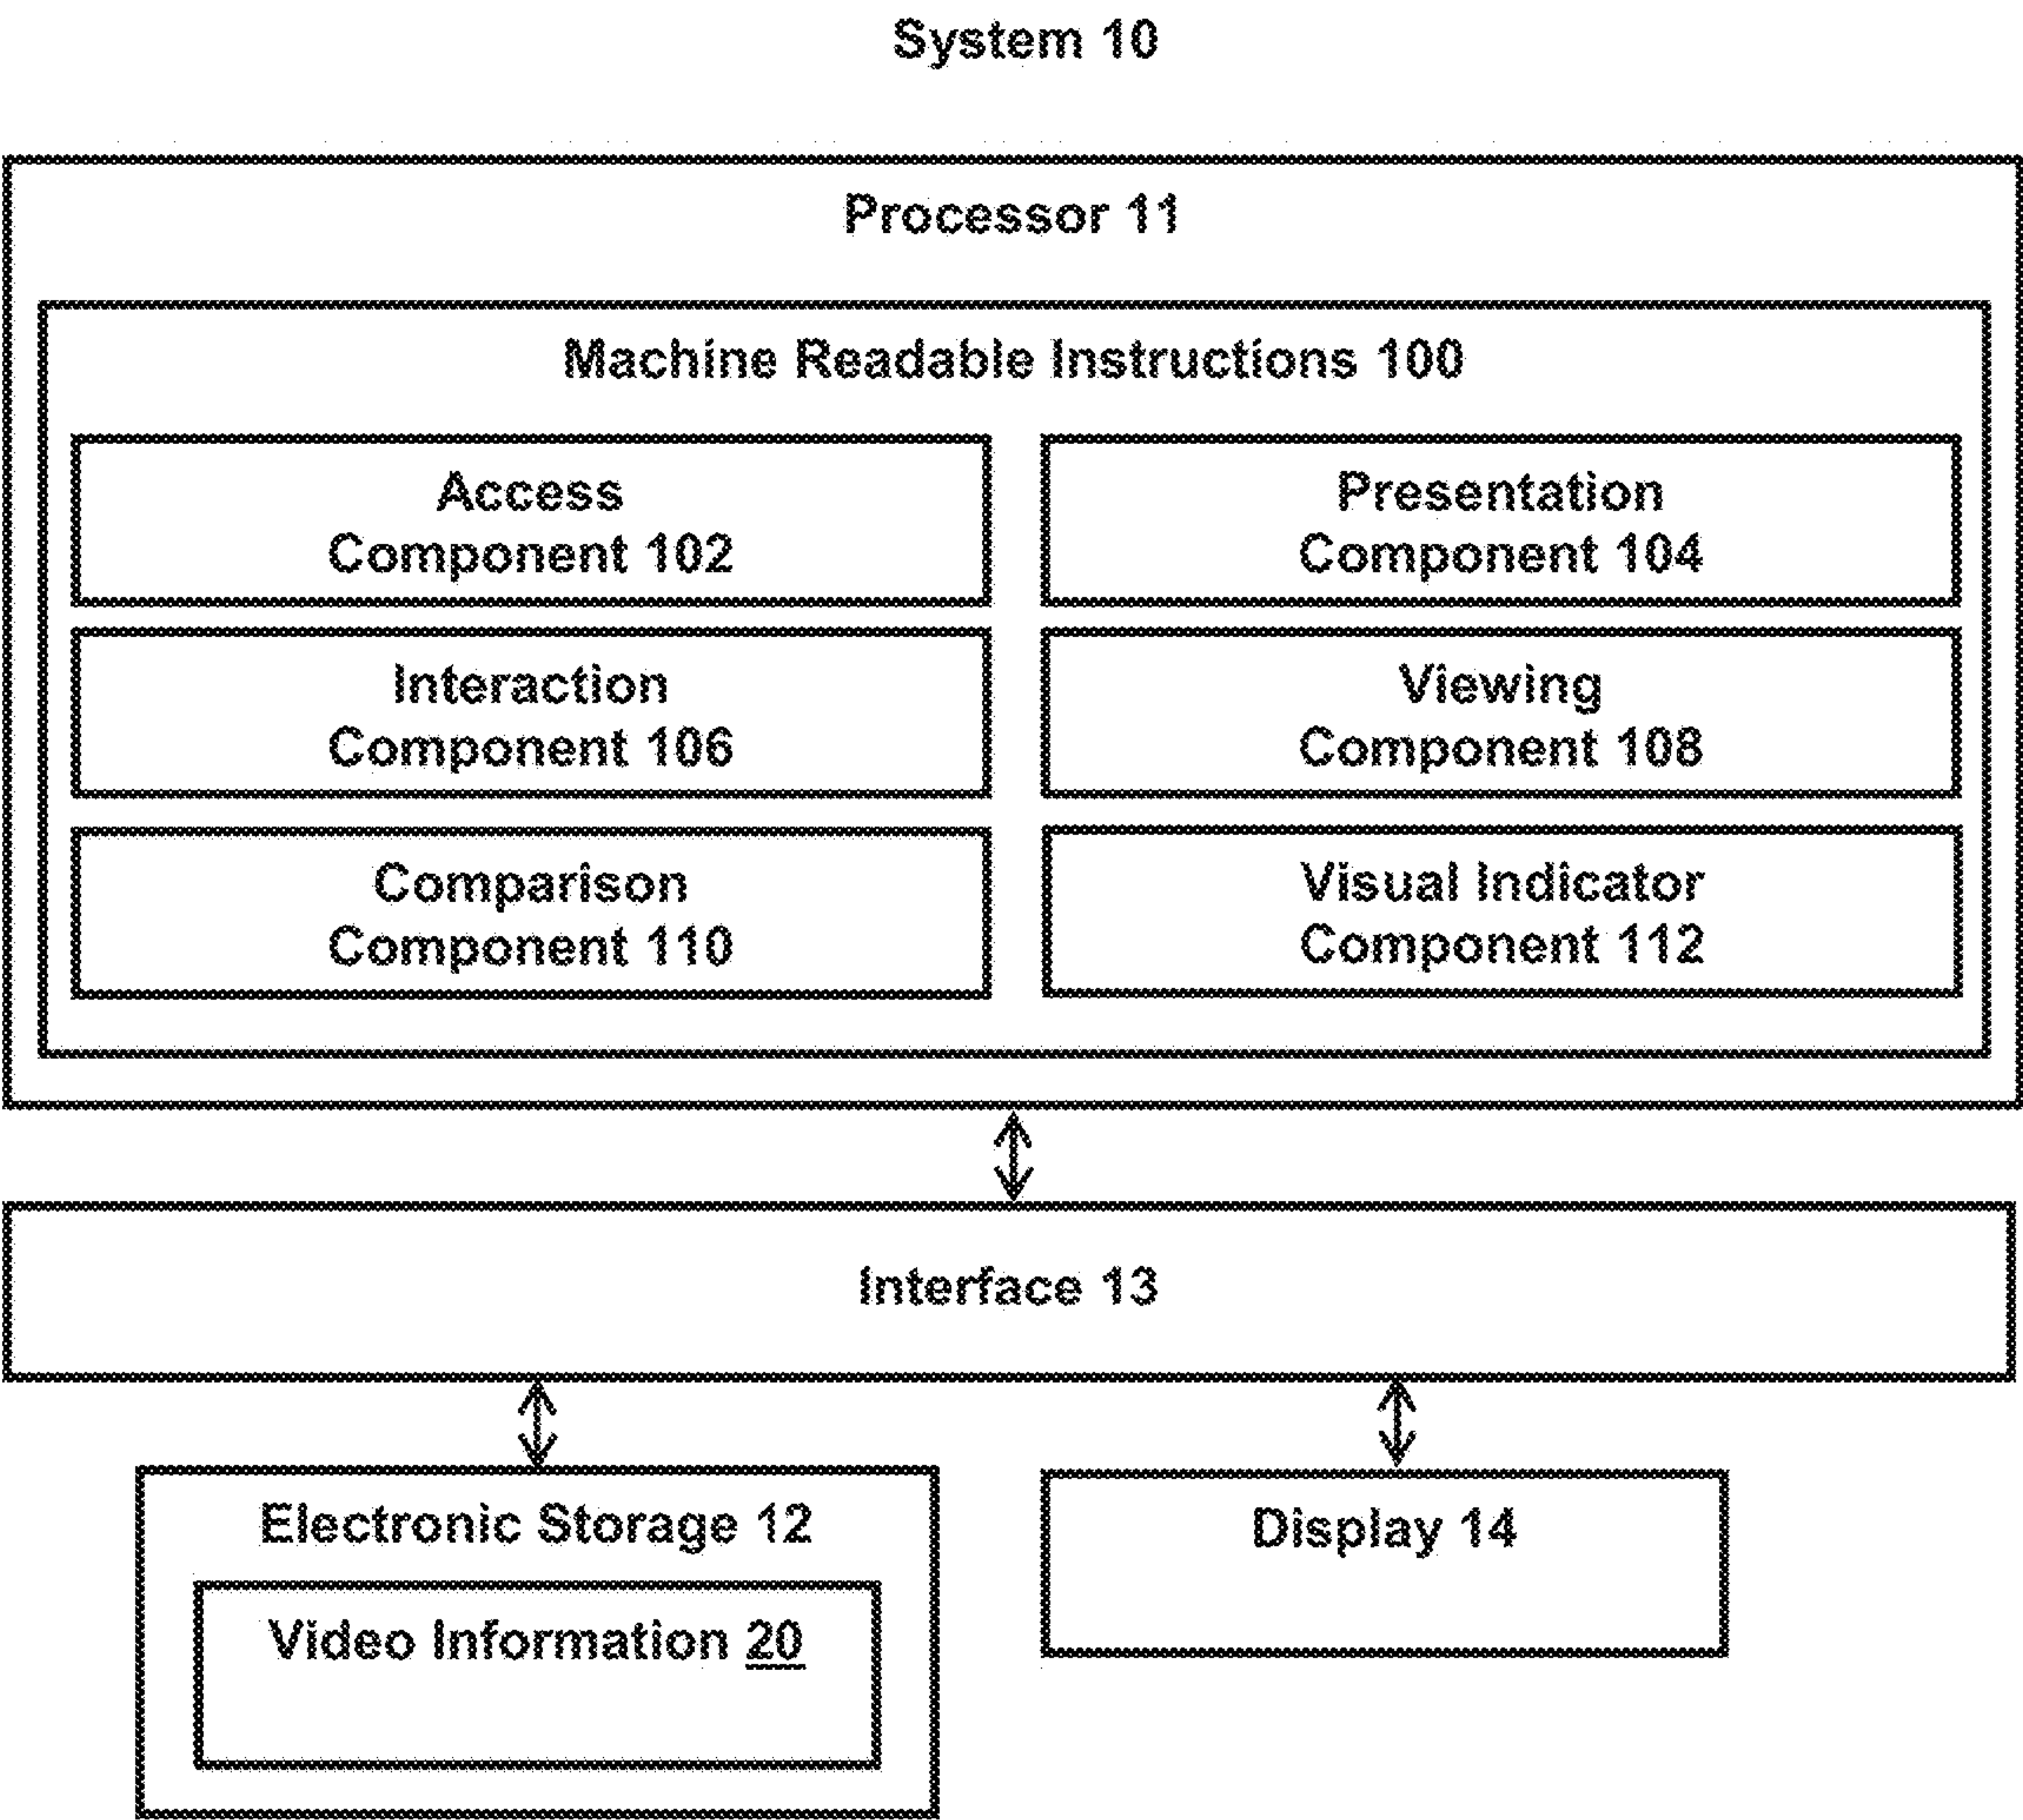 System 10
Processor 11
Machine Readable Instructions 100
Access
Component 102
Presentation
Component 104
Interaction
Component 106
Viewing
Component 108
Comparison
Component 110
Visual Indicator
Component 112
Interface 13
Electronic Storage 12
Video Information 20
Display 14